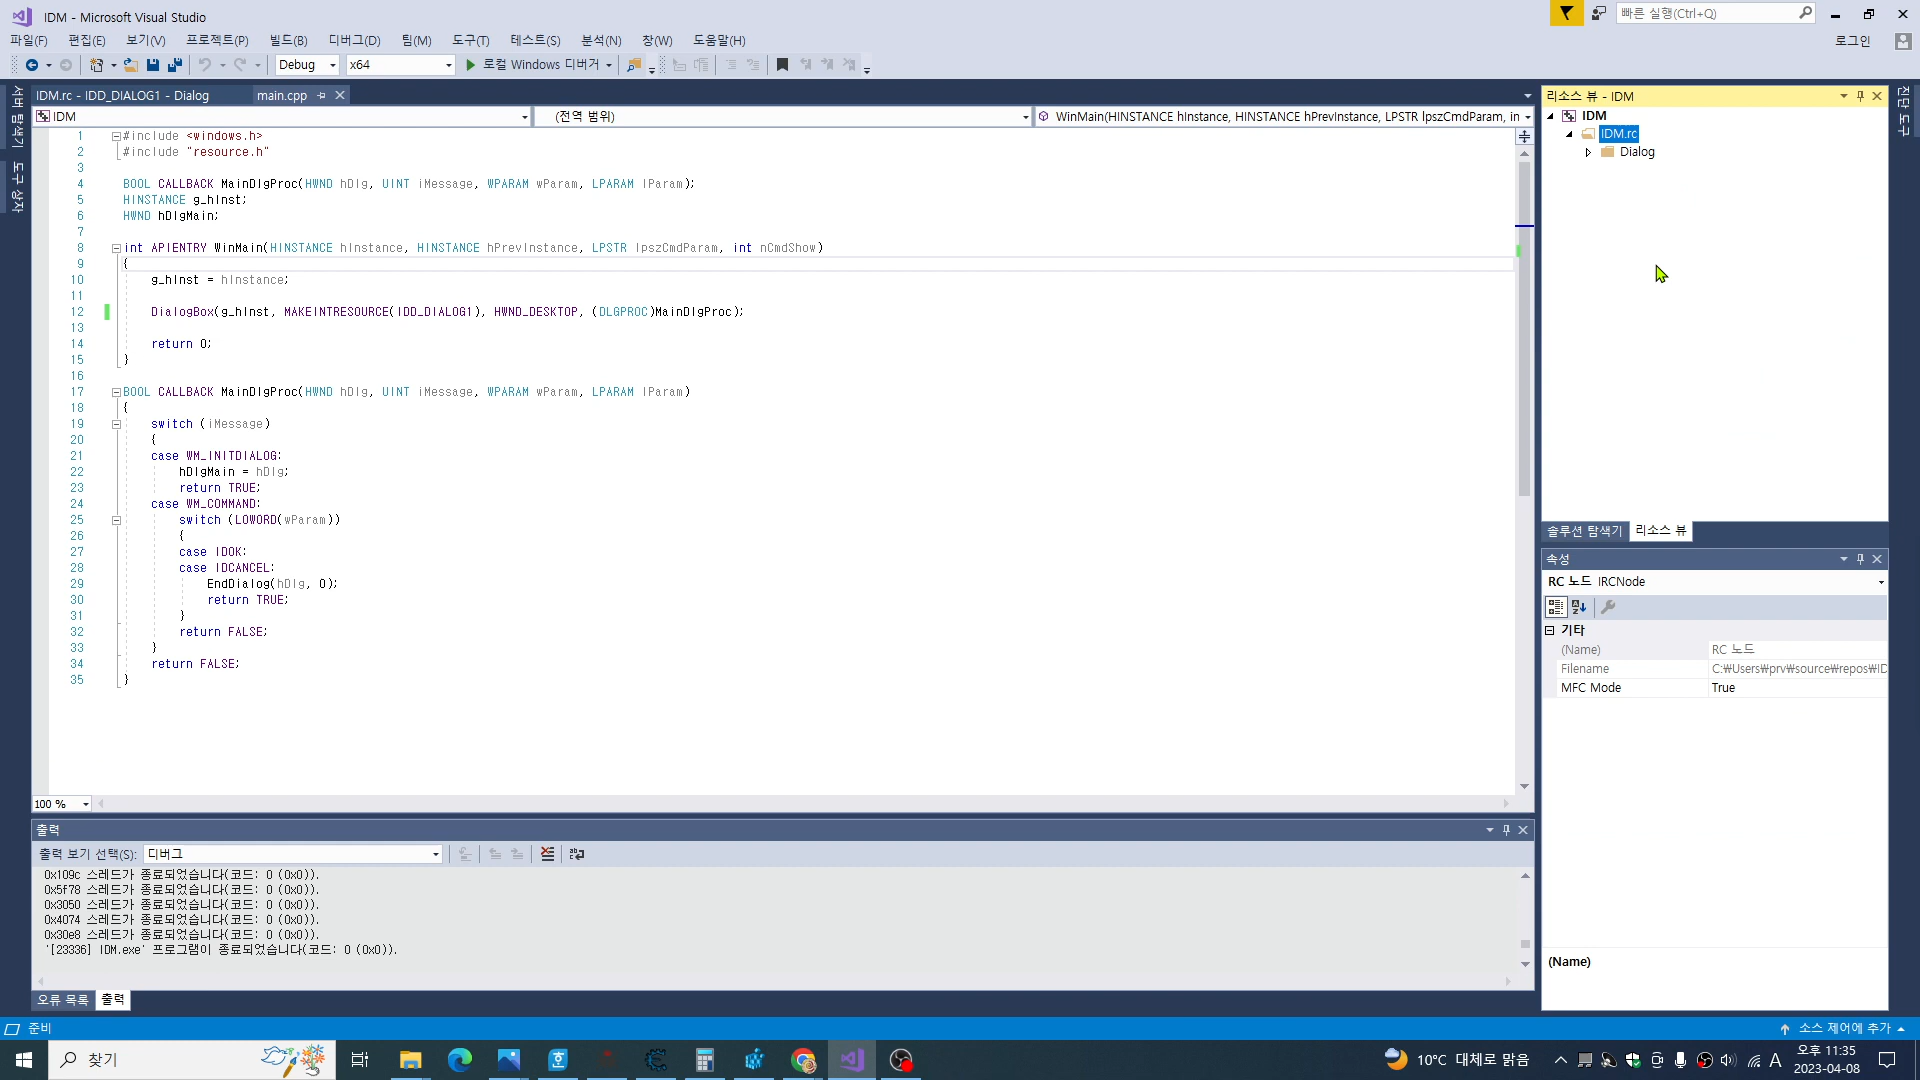 IDM - Microsoft Visual Studio
빠른 실행(Ctrl+Q)
파일(F) 편집(E) 보기(V) 프로젝트(P) 빌드(B) 디버그(D) 팀(M) 도구(T) 테스트(S) 분석(N) 창(W) 도움말(H)
로그인
Debug x64 로컬 Windows 디버거
서버 탐색기
도구 상자
IDM.rc - IDD_DIALOG1 - Dialog main.cpp
IDM (전역 범위) WinMain(HINSTANCE hInstance, HINSTANCE hPrevInstance, LPSTR lpszCmdParam, in
1 #include <windows.h>
2 #include "resource.h"
3
4 BOOL CALLBACK MainDlgProc(HWND hDlg, UINT iMessage, WPARAM wParam, LPARAM lParam);
5 HINSTANCE g_hInst;
6 HWND hDlgMain;
7
8 int APIENTRY WinMain(HINSTANCE hInstance, HINSTANCE hPrevInstance, LPSTR lpszCmdParam, int nCmdShow)
9 {
10 g_hInst = hInstance;
11
12 DialogBox(g_hInst, MAKEINTRESOURCE(IDD_DIALOG1), HWND_DESKTOP, (DLGPROC)MainDlgProc);
13
14 return 0;
15 }
16
17 BOOL CALLBACK MainDlgProc(HWND hDlg, UINT iMessage, WPARAM wParam, LPARAM lParam)
18 {
19 switch (iMessage)
20 {
21 case WM_INITDIALOG:
22 hDlgMain = hDlg;
23 return TRUE;
24 case WM_COMMAND:
25 switch (LOWORD(wParam))
26 {
27 case IDOK:
28 case IDCANCEL:
29 EndDialog(hDlg, 0);
30 return TRUE;
31 }
32 return FALSE;
33 }
34 return FALSE;
35 }
100 %
출력
출력 보기 선택(S): 디버그
0x109c 스레드가 종료되었습니다(코드: 0 (0x0)).
0x5f78 스레드가 종료되었습니다(코드: 0 (0x0)).
0x3050 스레드가 종료되었습니다(코드: 0 (0x0)).
0x4074 스레드가 종료되었습니다(코드: 0 (0x0)).
0x30e8 스레드가 종료되었습니다(코드: 0 (0x0)).
'[23336] IDM.exe' 프로그램이 종료되었습니다(코드: 0 (0x0)).
오류 목록 출력
리소스 뷰 - IDM
IDM
IDM.rc
Dialog
솔루션 탐색기 리소스 뷰
속성
RC 노드 IRCNode
기타
(Name) RC 노드
Filename C:\Users\prv\source\repos\ID
MFC Mode True
(Name)
진단 도구
준비
소스 제어에 추가
찾기
10°C 대체로 맑음
A
오후 11:35
2023-04-08